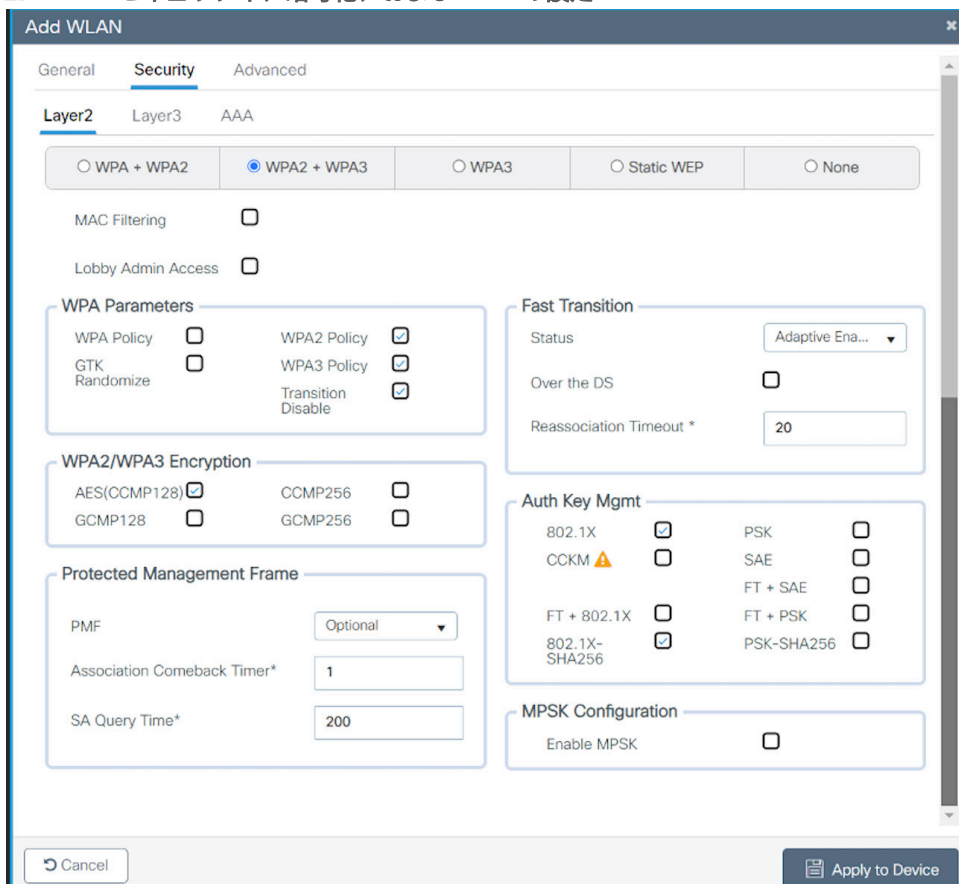 Add WLAN
General Security Advanced
Layer2 Layer3 AAA
WPA + WPA2 WPA2 + WPA3 WPA3 Static WEP None
MAC Filtering
Lobby Admin Access
WPA Parameters
WPA Policy WPA2 Policy
GTK Randomize WPA3 Policy
Transition Disable
WPA2/WPA3 Encryption
AES(CCMP128) CCMP256
GCMP128 GCMP256
Protected Management Frame
PMF Optional
Association Comeback Timer* 1
SA Query Time* 200
Fast Transition
Status Adaptive Ena...
Over the DS
Reassociation Timeout * 20
Auth Key Mgmt
802.1X PSK
CCKM SAE
FT + SAE
FT + 802.1X FT + PSK
802.1X-SHA256 PSK-SHA256
MPSK Configuration
Enable MPSK
Cancel Apply to Device